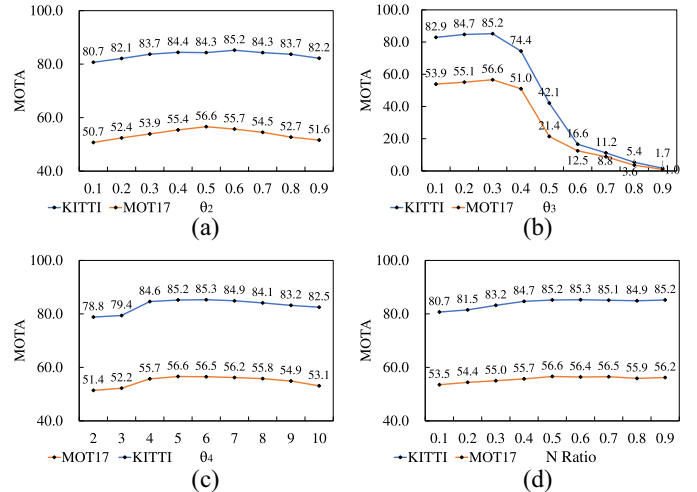 100.0
80.0
60.0
40.0
MOTA
80.7 82.1 83.7 84.4 84.3 85.2 84.3 83.7 82.2
50.7 52.4 53.9 55.4 56.6 55.7 54.5 52.7 51.6
0.1 0.2 0.3 0.4 0.5 0.6 0.7 0.8 0.9
KITTI MOT17 θ2
(a)
100.0
80.0
60.0
40.0
20.0
0.0
MOTA
82.9 84.7 85.2 74.4 42.1 16.6 11.2 5.4 1.7
53.9 55.1 56.6 51.0 21.4 12.5 8.8 3.6 1.0
0.1 0.2 0.3 0.4 0.5 0.6 0.7 0.8 0.9
KITTI MOT17 θ3
(b)
100.0
80.0
60.0
40.0
MOTA
78.8 79.4 84.6 85.2 85.3 84.9 84.1 83.2 82.5
51.4 52.2 55.7 56.6 56.5 56.2 55.8 54.9 53.1
2 3 4 5 6 7 8 9 10
MOT17 KITTI θ4
(c)
100.0
80.0
60.0
40.0
MOTA
80.7 81.5 83.2 84.7 85.2 85.3 85.1 84.9 85.2
53.5 54.4 55.0 55.7 56.6 56.4 56.5 55.9 56.2
0.1 0.2 0.3 0.4 0.5 0.6 0.7 0.8 0.9
KITTI MOT17 N Ratio
(d)